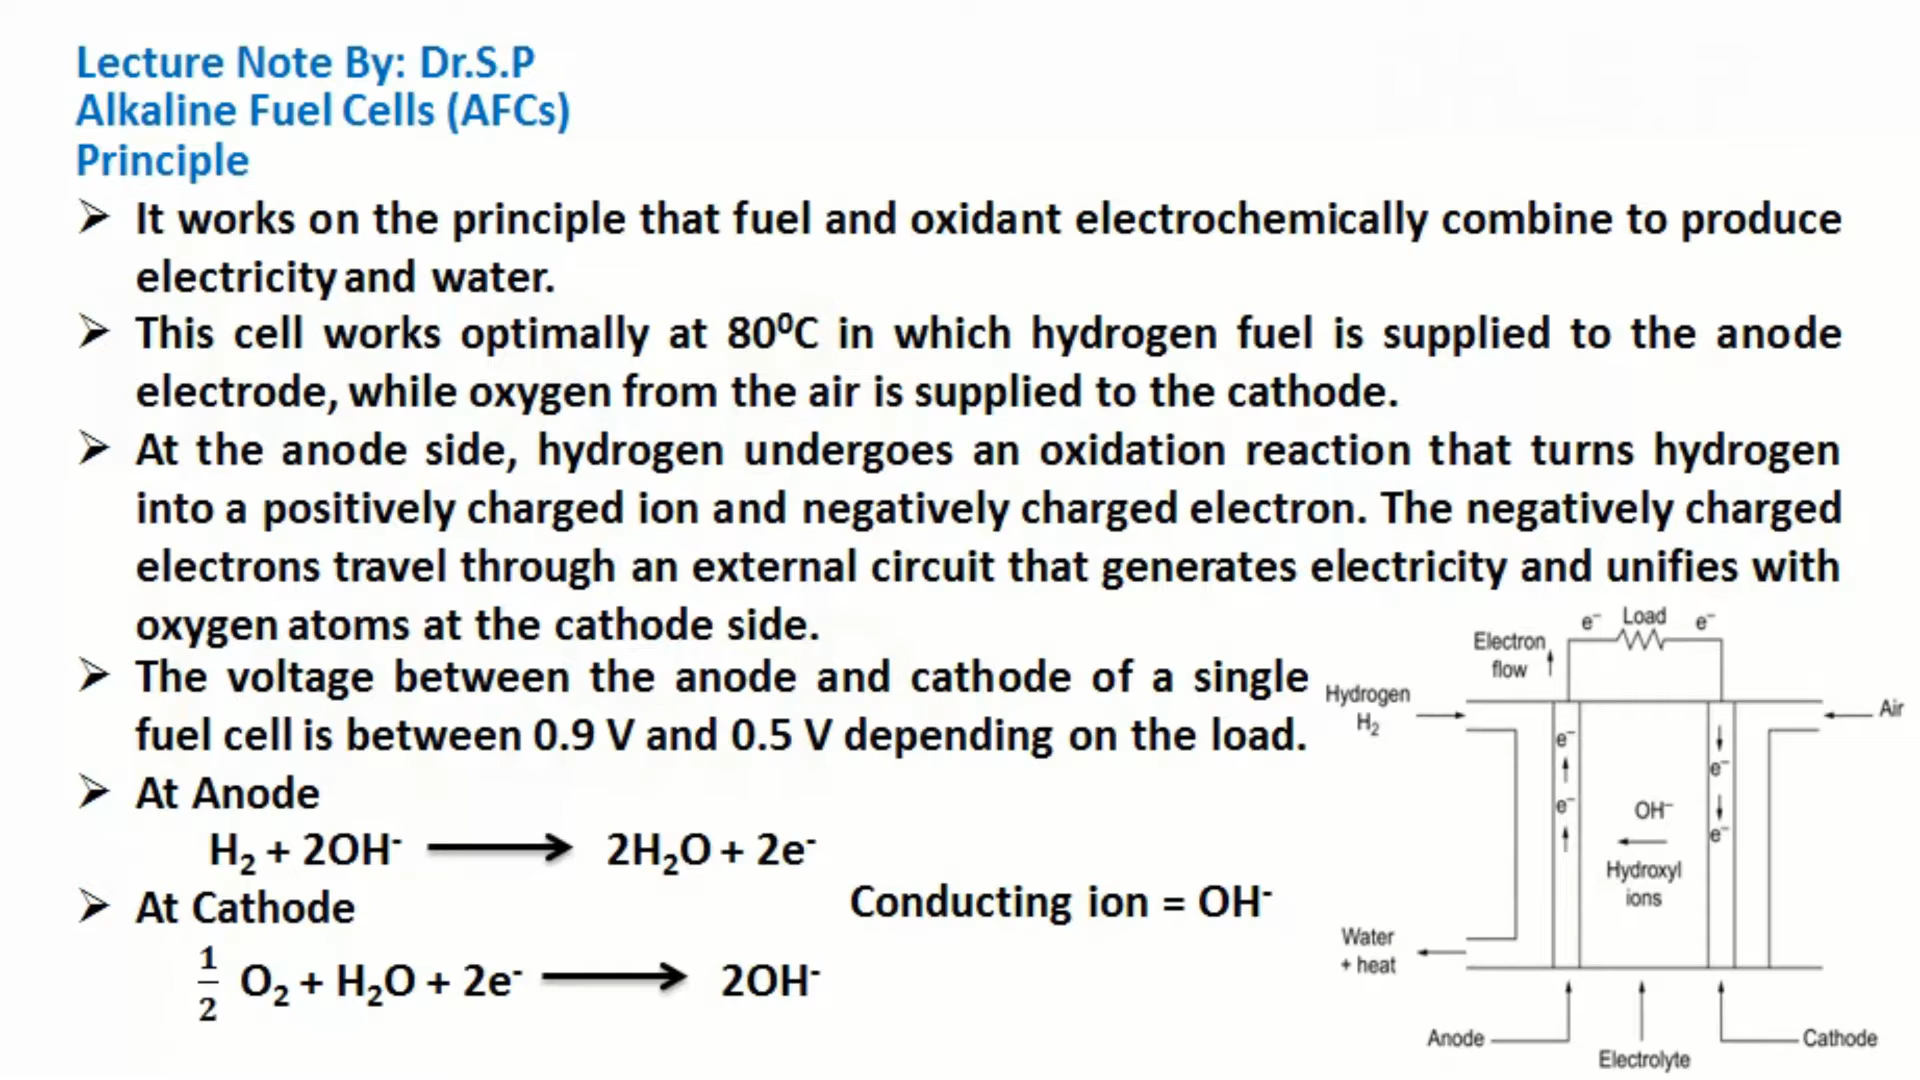 Lecture Note By: Dr.S.P
Alkaline Fuel Cells (AFCs)
Principle
➤ It works on the principle that fuel and oxidant electrochemically combine to produce
electricity and water.
➤ This cell works optimally at 80⁰C in which hydrogen fuel is supplied to the anode
electrode, while oxygen from the air is supplied to the cathode.
➤ At the anode side, hydrogen undergoes an oxidation reaction that turns hydrogen
into a positively charged ion and negatively charged electron. The negatively charged
electrons travel through an external circuit that generates electricity and unifies with
oxygen atoms at the cathode side.
➤ The voltage between the anode and cathode of a single
fuel cell is between 0.9 V and 0.5 V depending on the load.
➤ At Anode
H₂ + 2OH⁻ ⟶ 2H₂O + 2e⁻
➤ At Cathode
Conducting ion = OH⁻
1/2 O₂ + H₂O + 2e⁻ ⟶ 2OH⁻
e⁻ Load e⁻
Electron
flow
Hydrogen
H₂
Air
e⁻
e⁻
e⁻
e⁻
OH⁻
Hydroxyl
ions
Water
+ heat
Anode
Cathode
Electrolyte